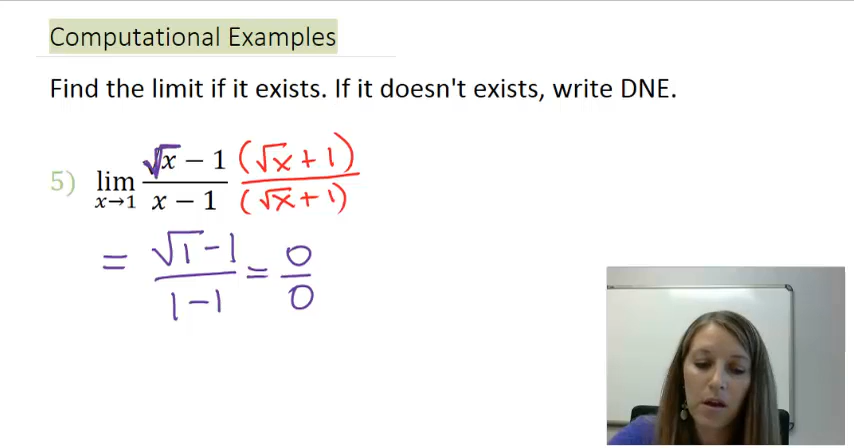 Computational Examples
Find the limit if it exists. If it doesn't exists, write DNE.
5) lim x→1 (√x − 1)/(x − 1) (√x + 1)/(√x + 1)
= (√1 − 1)/(1 − 1) = 0/0